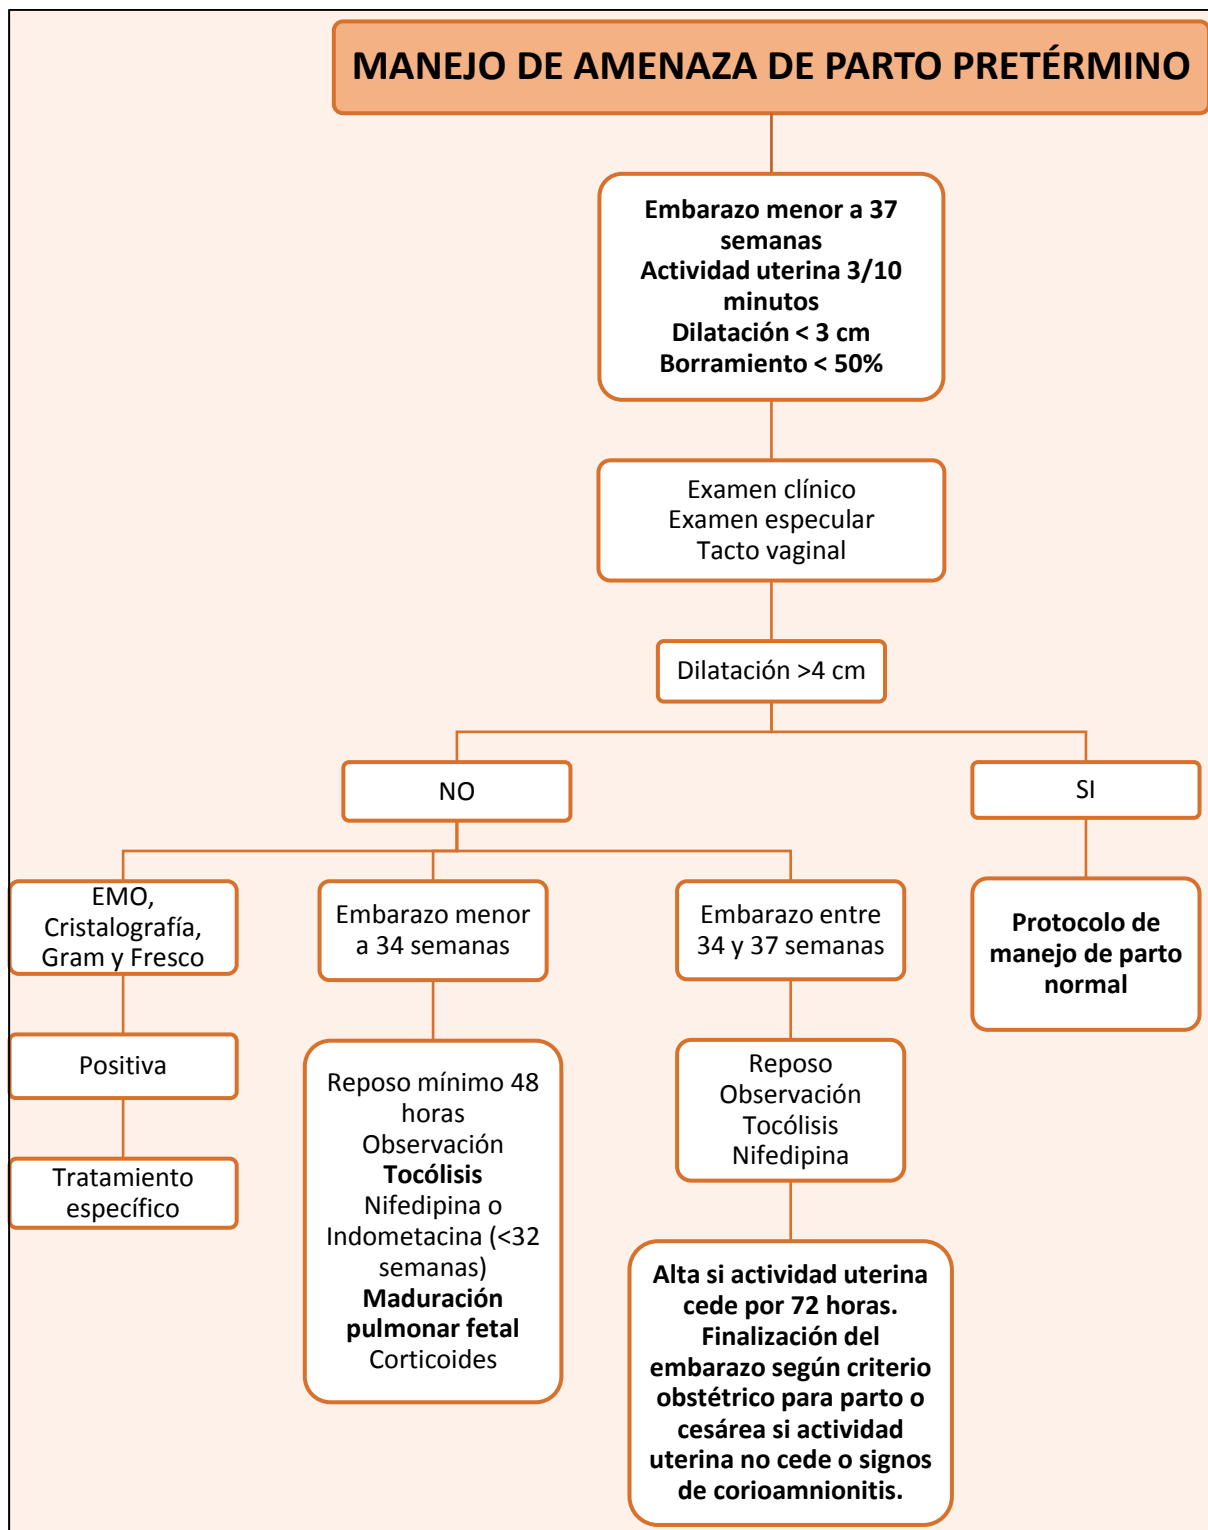 MANEJO DE AMENAZA DE PARTO PRETÉRMINO
Embarazo menor a 37
semanas
Actividad uterina 3/10
minutos
Dilatación < 3 cm
Borramiento < 50%
Examen clínico
Examen especular
Tacto vaginal
Dilatación >4 cm
NO
SI
EMO,
Cristalografía,
Gram y Fresco
Positiva
Tratamiento
específico
Embarazo menor
a 34 semanas
Reposo mínimo 48
horas
Observación
Tocólisis
Nifedipina o
Indometacina (<32
semanas)
Maduración
pulmonar fetal
Corticoides
Embarazo entre
34 y 37 semanas
Reposo
Observación
Tocólisis
Nifedipina
Alta si actividad uterina
cede por 72 horas.
Finalización del
embarazo según criterio
obstétrico para parto o
cesárea si actividad
uterina no cede o signos
de corioamnionitis.
Protocolo de
manejo de parto
normal